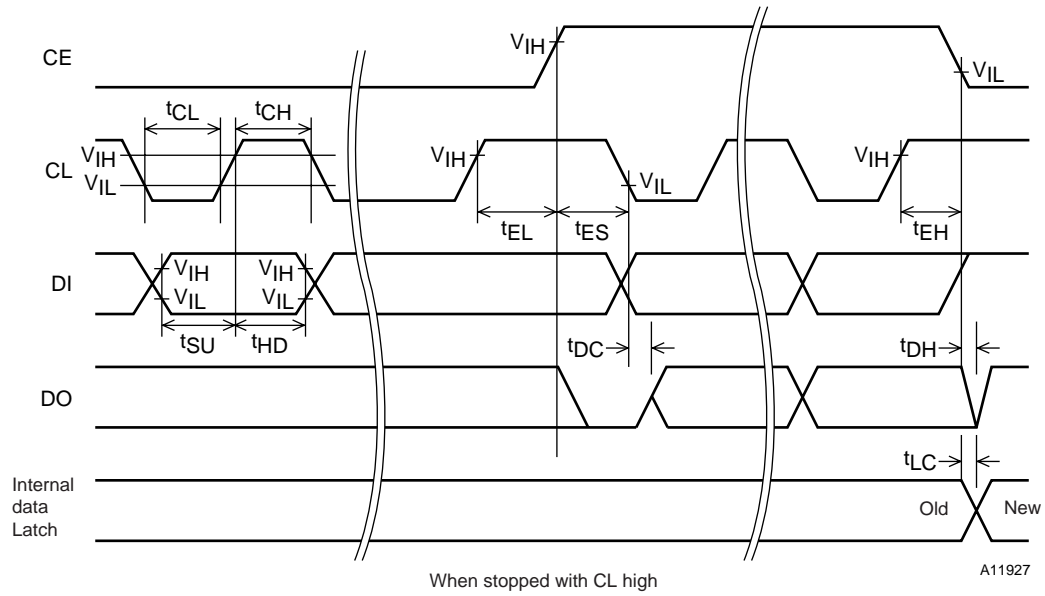 CE
VIH
VIL
tCL
tCH
CL
VIH
VIL
VIH
VIL
VIH
tEL
tES
tEH
DI
VIH
VIL
VIH
VIL
tSU
tHD
tDC
tDH
DO
tLC
Internal
data
Latch
Old
New
A11927
When stopped with CL high